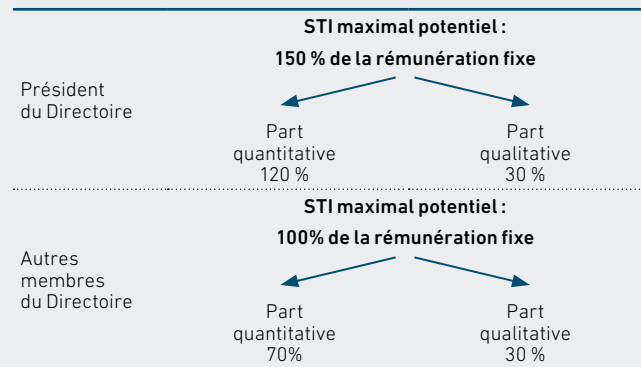 STI maximal potentiel :
150 % de la rémunération fixe
Président
du Directoire
Part
quantitative
120 %
Part
qualitative
30 %
STI maximal potentiel :
100% de la rémunération fixe
Autres
membres
du Directoire
Part
quantitative
70%
Part
qualitative
30 %